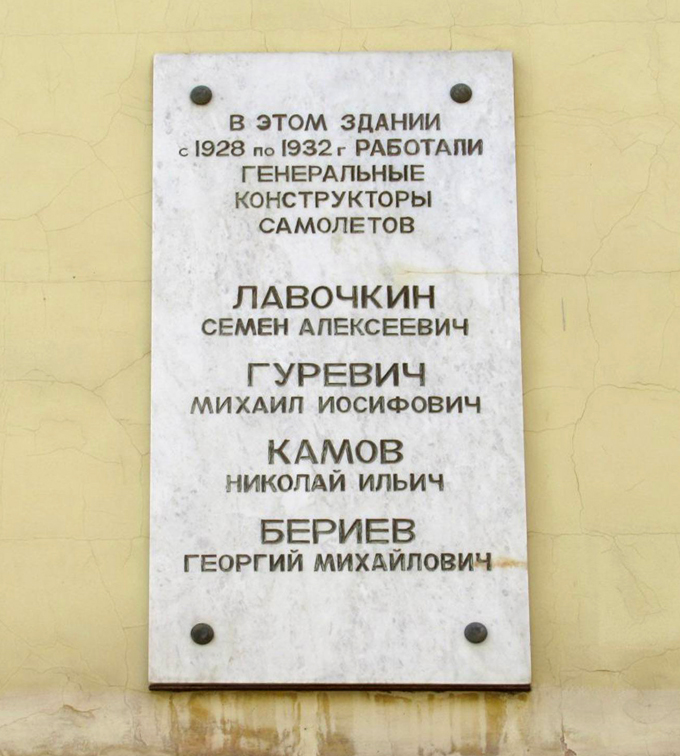 В ЭТОМ ЗДАНИИ
с 1928 по 1932 г РАБОТАЛИ
ГЕНЕРАЛЬНЫЕ
КОНСТРУКТОРЫ
САМОЛЕТОВ
ЛАВОЧКИН
СЕМЕН АЛЕКСЕЕВИЧ
ГУРЕВИЧ
МИХАИЛ ИОСИФОВИЧ
КАМОВ
НИКОЛАЙ ИЛЬИЧ
БЕРИЕВ
ГЕОРГИЙ МИХАЙЛОВИЧ